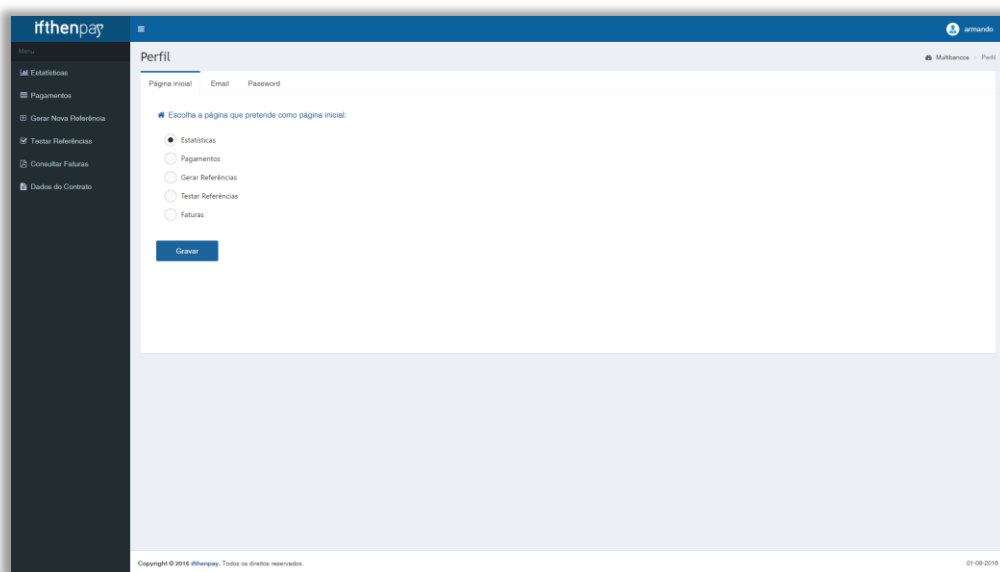 ifthenpay
armando
Menu
Estatísticas
Pagamentos
Gerar Nova Referência
Testar Referências
Consultar Faturas
Dados do Contrato
Perfil
Multibancos > Perfil
Página inicial Email Password
Escolha a página que pretende como página inicial:
Estatísticas
Pagamentos
Gerar Referências
Testar Referências
Faturas
Gravar
Copyright © 2016 ifthenpay. Todos os direitos reservados.
01-08-2016